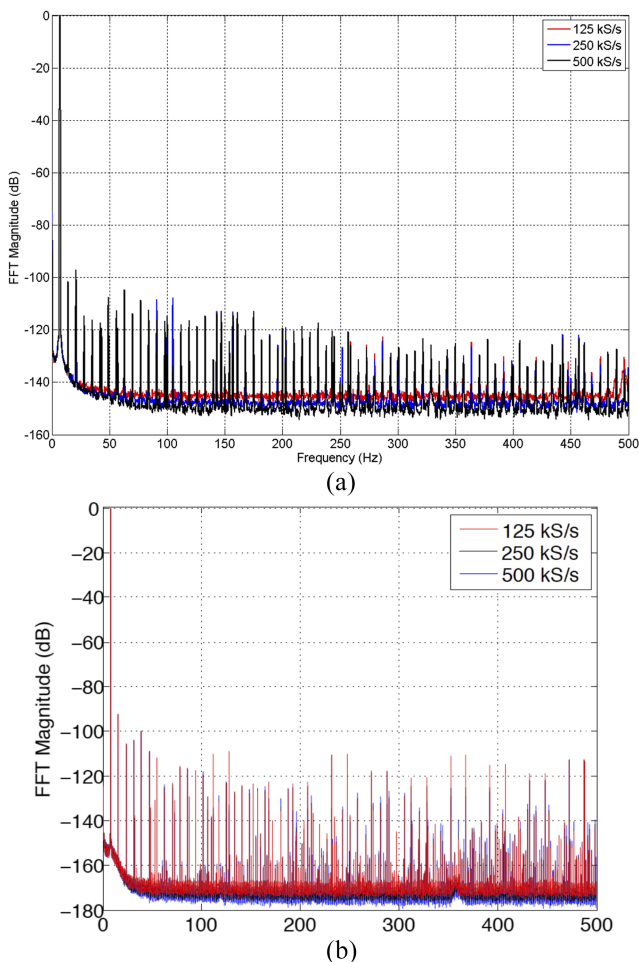 0
-20
-40
-60
-80
-100
-120
-140
-160
FFT Magnitude (dB)
125 kS/s
250 kS/s
500 kS/s
0 50 100 150 200 250 300 350 400 450 500
Frequency (Hz)
(a)
0
−20
−40
−60
−80
−100
−120
−140
−160
−180
FFT Magnitude (dB)
125 kS/s
250 kS/s
500 kS/s
0 100 200 300 400 500
(b)